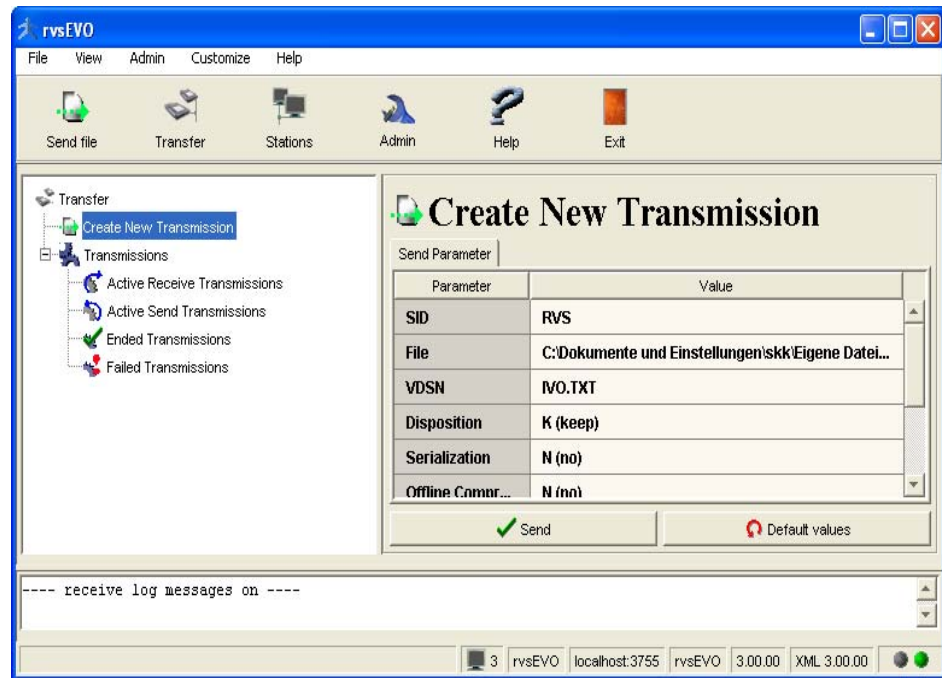 rvsEVO
File View Admin Customize Help
Send file Transfer Stations Admin Help Exit
Transfer
Create New Transmission
Transmissions
Active Receive Transmissions
Active Send Transmissions
Ended Transmissions
Failed Transmissions
Create New Transmission
Send Parameter
Parameter Value
SID RVS
File C:\Dokumente und Einstellungen\skk\Eigene Datei...
VDSN IVO.TXT
Disposition K (keep)
Serialization N (no)
Offline Compr... N (no)
Send Default values
---- receive log messages on ----
3 rvsEVO localhost:3755 rvsEVO 3.00.00 XML 3.00.00